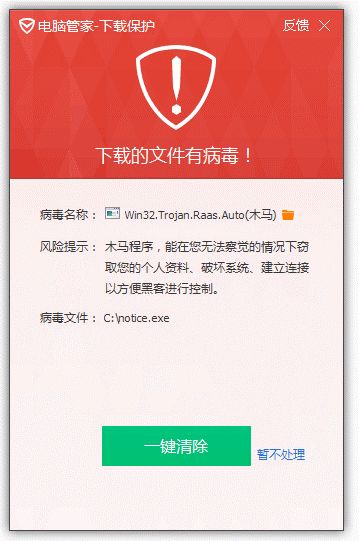 电脑管家-下载保护 反馈
下载的文件有病毒！
病毒名称： Win32.Trojan.Raas.Auto(木马)
风险提示： 木马程序，能在您无法察觉的情况下窃
取您的个人资料、破坏系统、建立连接
以方便黑客进行控制。
病毒文件： C:\notice.exe
一键清除
暂不处理